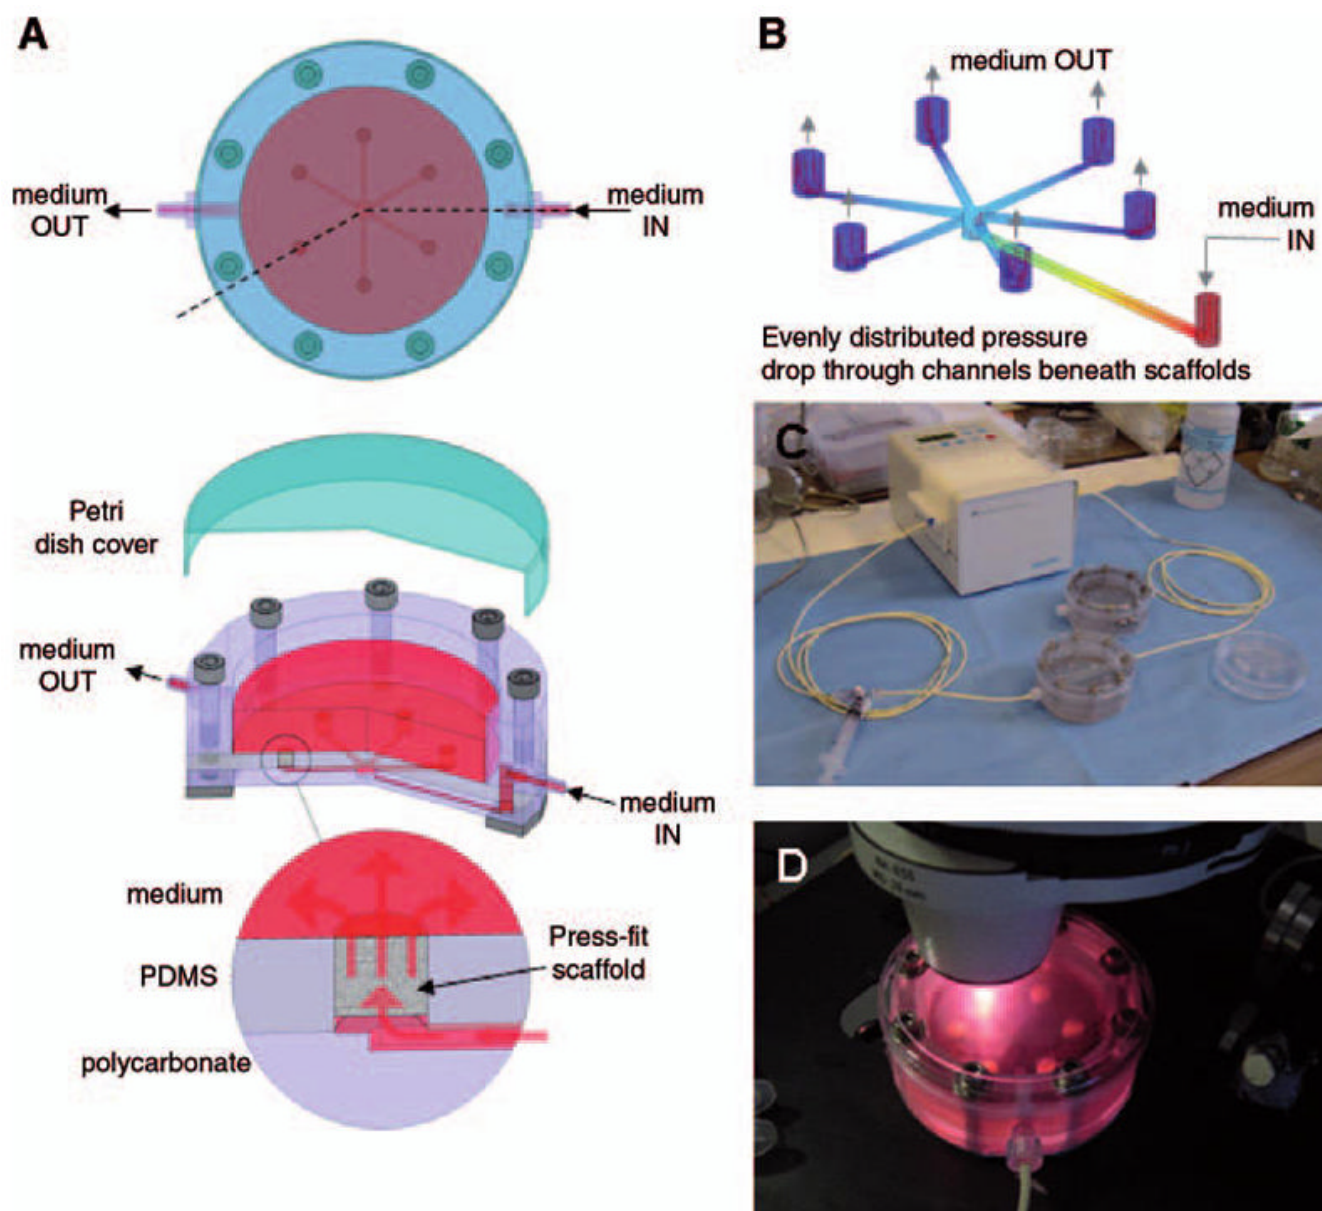 A
medium
OUT
medium
IN
Petri
dish cover
medium
OUT
medium
IN
medium
PDMS
polycarbonate
Press-fit
scaffold
B
medium OUT
medium
IN
Evenly distributed pressure
drop through channels beneath scaffolds
C
D